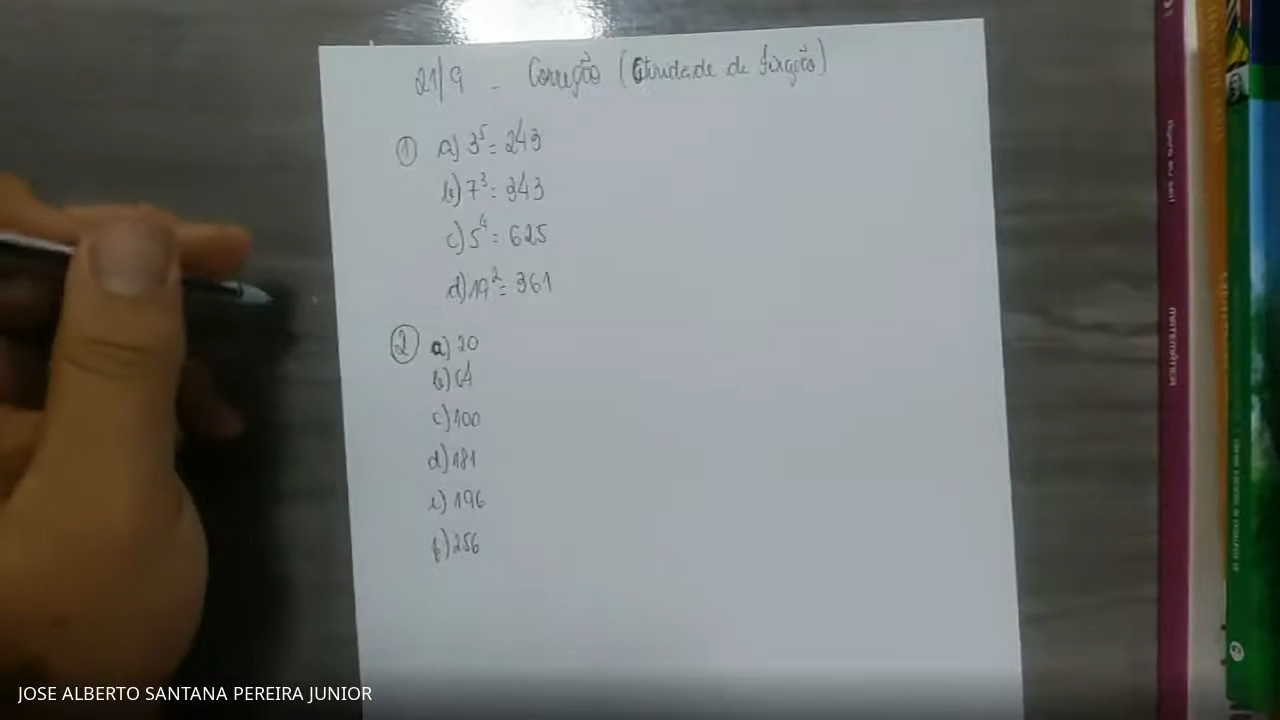 21/9 - Correção (Atividade de fixação)
① a) 3⁵ = 243
b) 7³ = 343
c) 5⁴ = 625
d) 19² = 361
② a) 20
b) 64
c) 100
d) 181
e) 196
f) 256
MATEMÁTICA
JOSE ALBERTO SANTANA PEREIRA JUNIOR